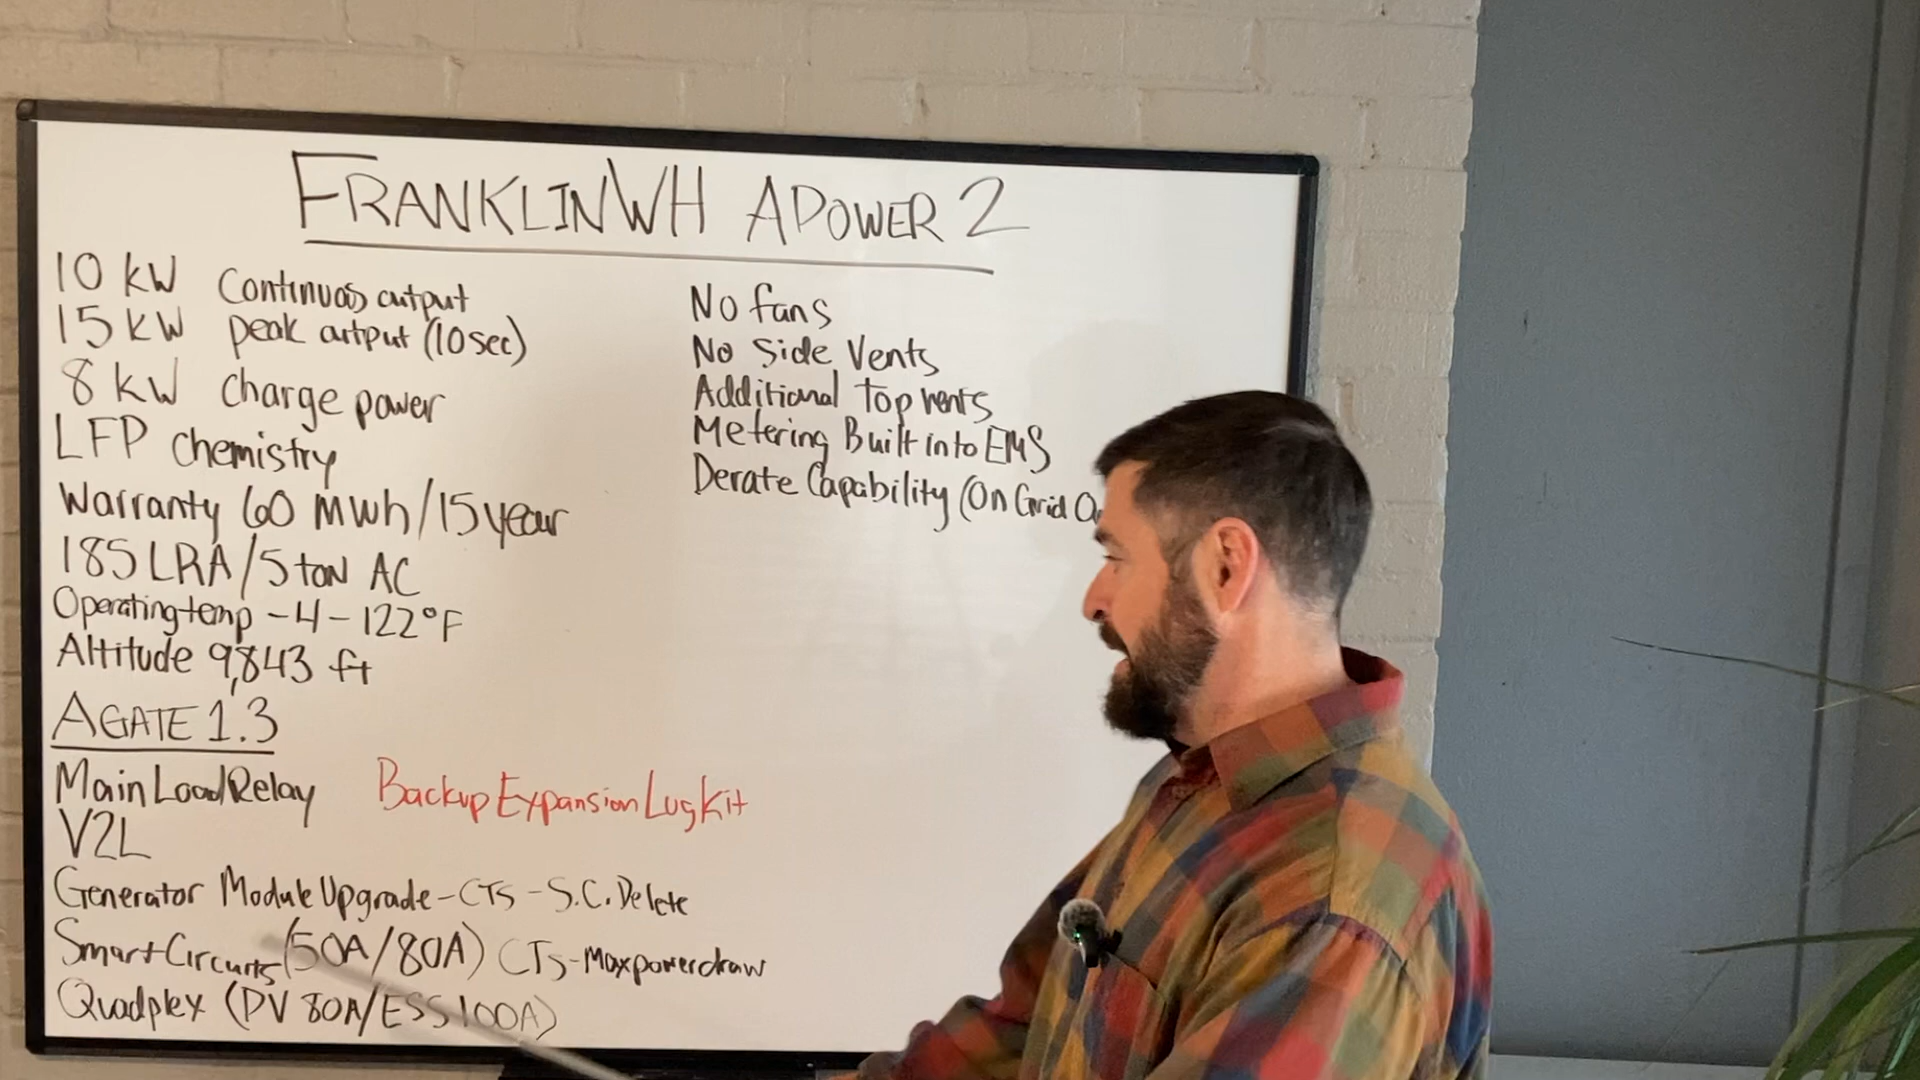 FRANKLINWH APOWER 2
10 kW Continuos output
15 kW peak output (10 sec)
8 kW charge power
LFP chemistry
Warranty 60 MWh/15 year
185 LRA/5 ton AC
Operating temp -4 - 122°F
Altitude 9,843 ft
No fans
No Side Vents
Additional Top vents
Metering Built into EMS
Derate Capability (On Grid
AGATE 1.3
Main Load Relay Backup Expansion Lug Kit
V2L
Generator Module Upgrade - CTs - S.C. Delete
Smart Circuits (50A/80A) CTs - Max power draw
Quadplex (PV 80A/ESS 100A)